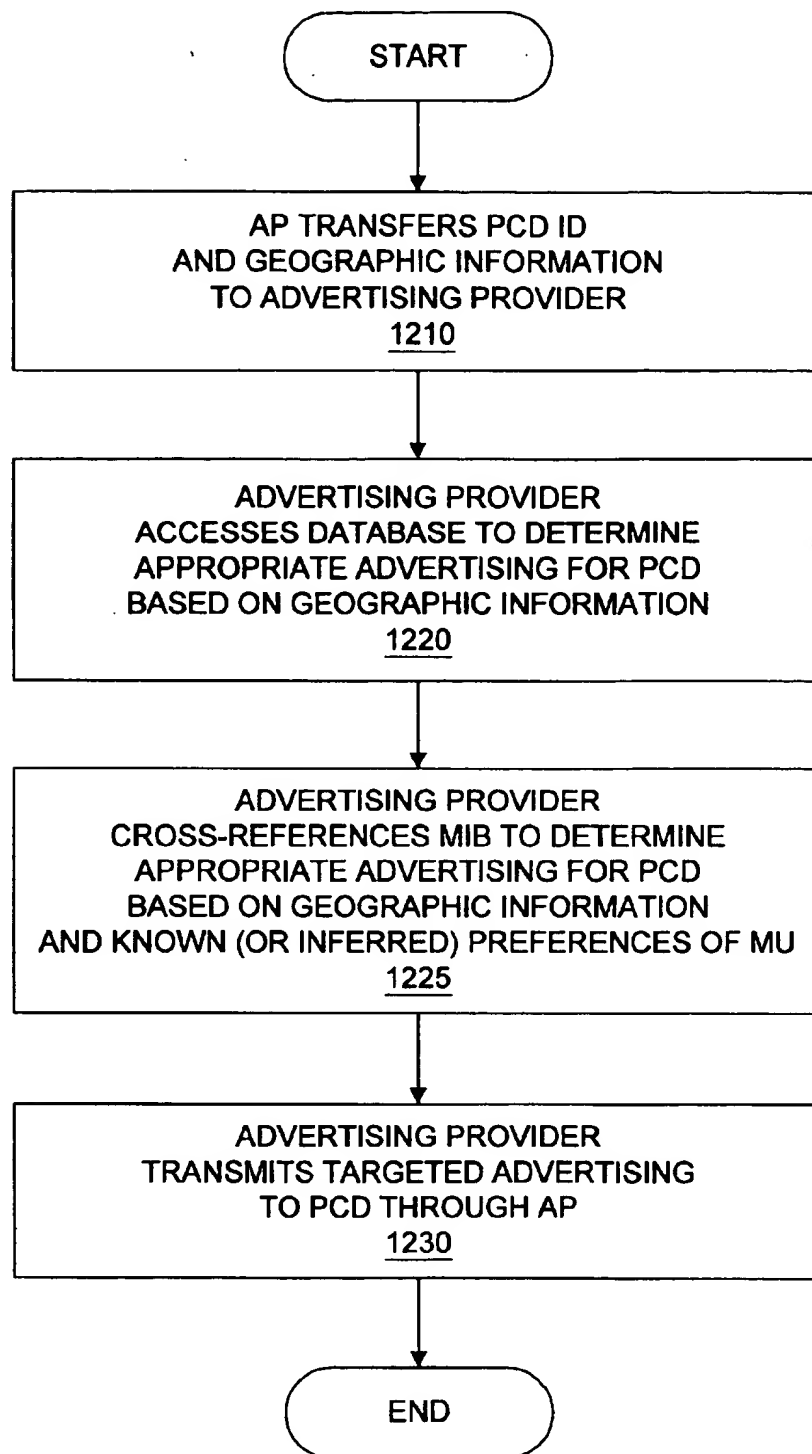 START
AP TRANSFERS PCD ID
AND GEOGRAPHIC INFORMATION
TO ADVERTISING PROVIDER
1210
ADVERTISING PROVIDER
ACCESSES DATABASE TO DETERMINE
APPROPRIATE ADVERTISING FOR PCD
BASED ON GEOGRAPHIC INFORMATION
1220
ADVERTISING PROVIDER
CROSS-REFERENCES MIB TO DETERMINE
APPROPRIATE ADVERTISING FOR PCD
BASED ON GEOGRAPHIC INFORMATION
AND KNOWN (OR INFERRED) PREFERENCES OF MU
1225
ADVERTISING PROVIDER
TRANSMITS TARGETED ADVERTISING
TO PCD THROUGH AP
1230
END